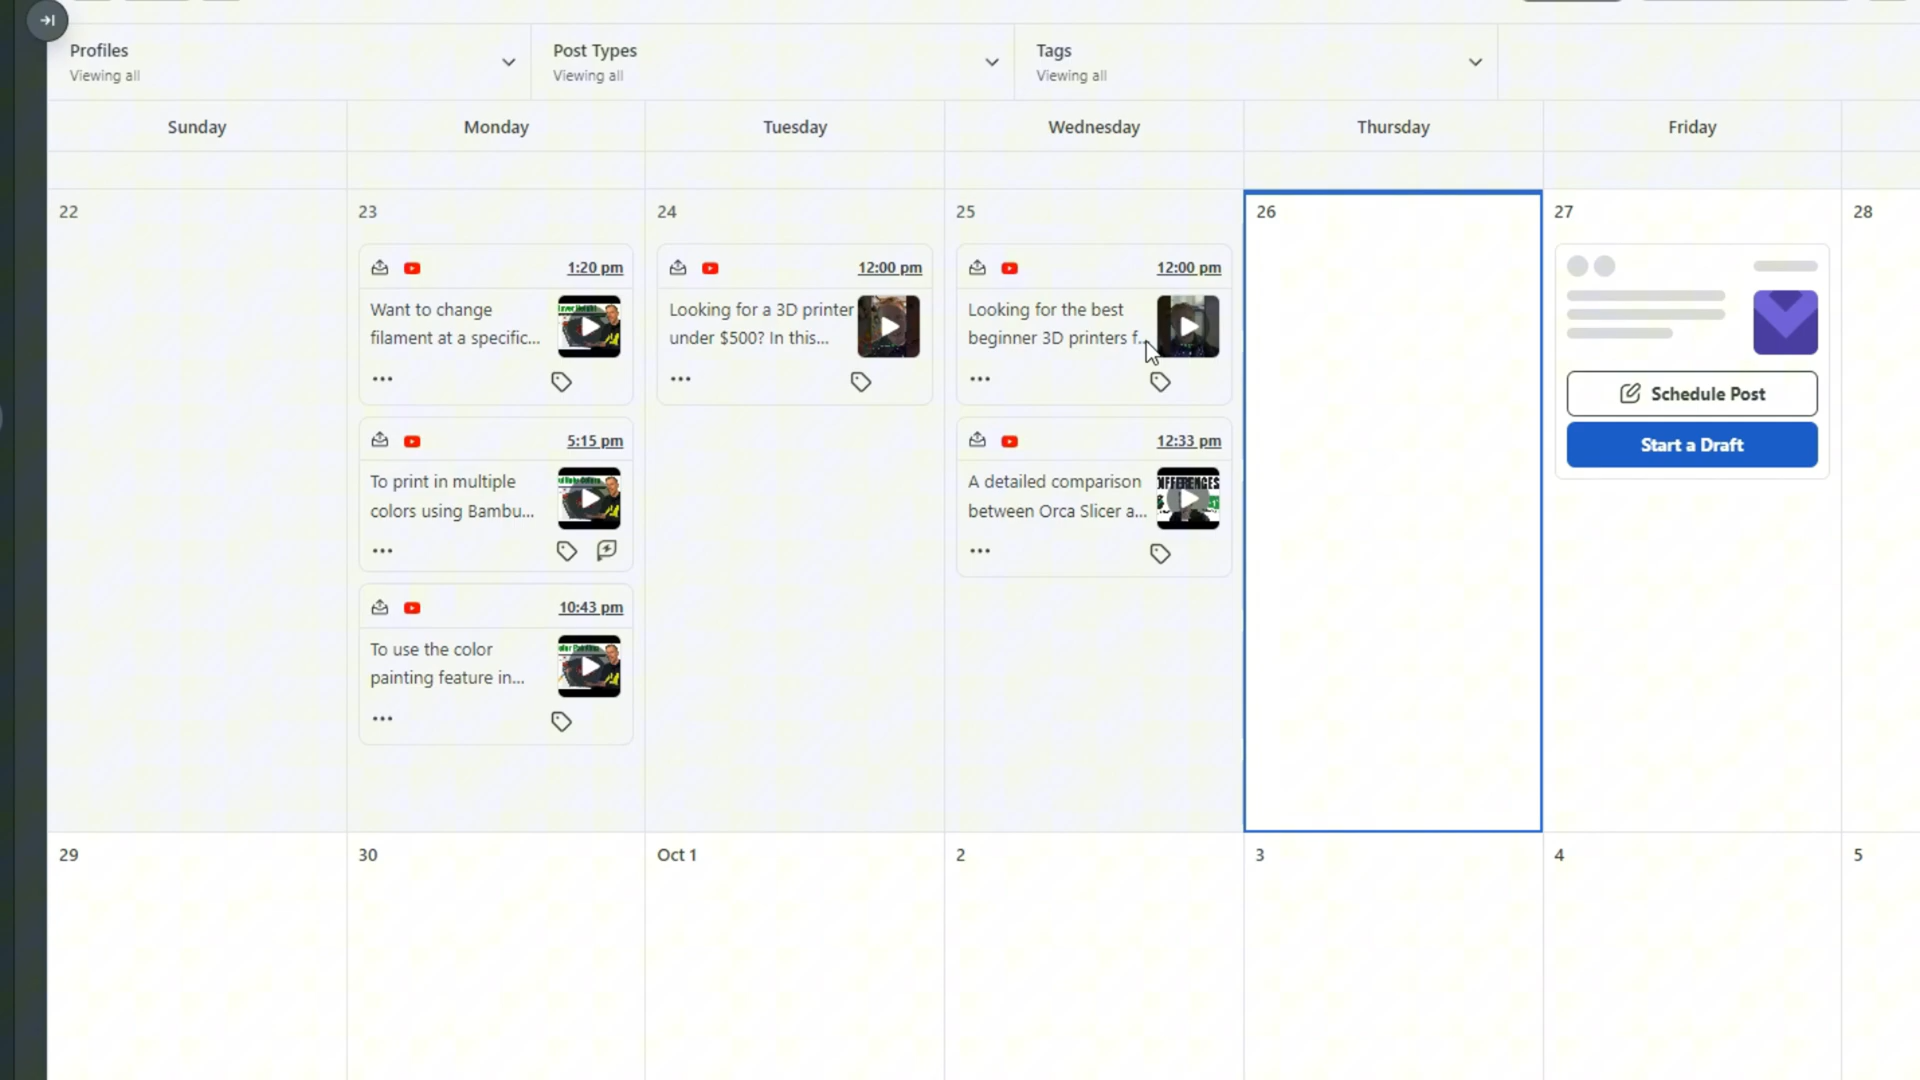 Profiles
Viewing all
Post Types
Viewing all
Tags
Viewing all
Sunday
Monday
Tuesday
Wednesday
Thursday
Friday
22
23
24
25
26
27
28
1:20 pm
Want to change
filament at a specific...
5:15 pm
To print in multiple
colors using Bambu...
10:43 pm
To use the color
painting feature in...
12:00 pm
Looking for a 3D printer
under $500? In this...
12:00 pm
Looking for the best
beginner 3D printers f...
12:33 pm
A detailed comparison
between Orca Slicer a...
Schedule Post
Start a Draft
29
30
Oct 1
2
3
4
5